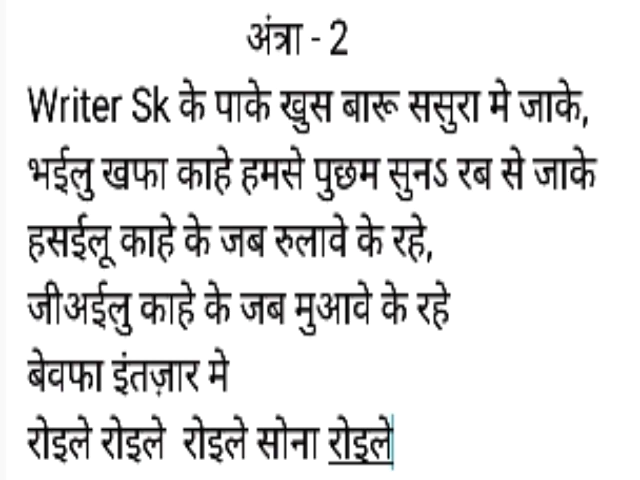 अंत्रा - 2
Writer Sk के पाके खुस बारू ससुरा मे जाके,
भईलु खफा काहे हमसे पुछम सुनऽ रब से जाके
हसईलू काहे के जब रुलावे के रहे,
जीअईलु काहे के जब मुआवे के रहे
बेवफा इंतज़ार मे
रोइले रोइले रोइले सोना रोइले